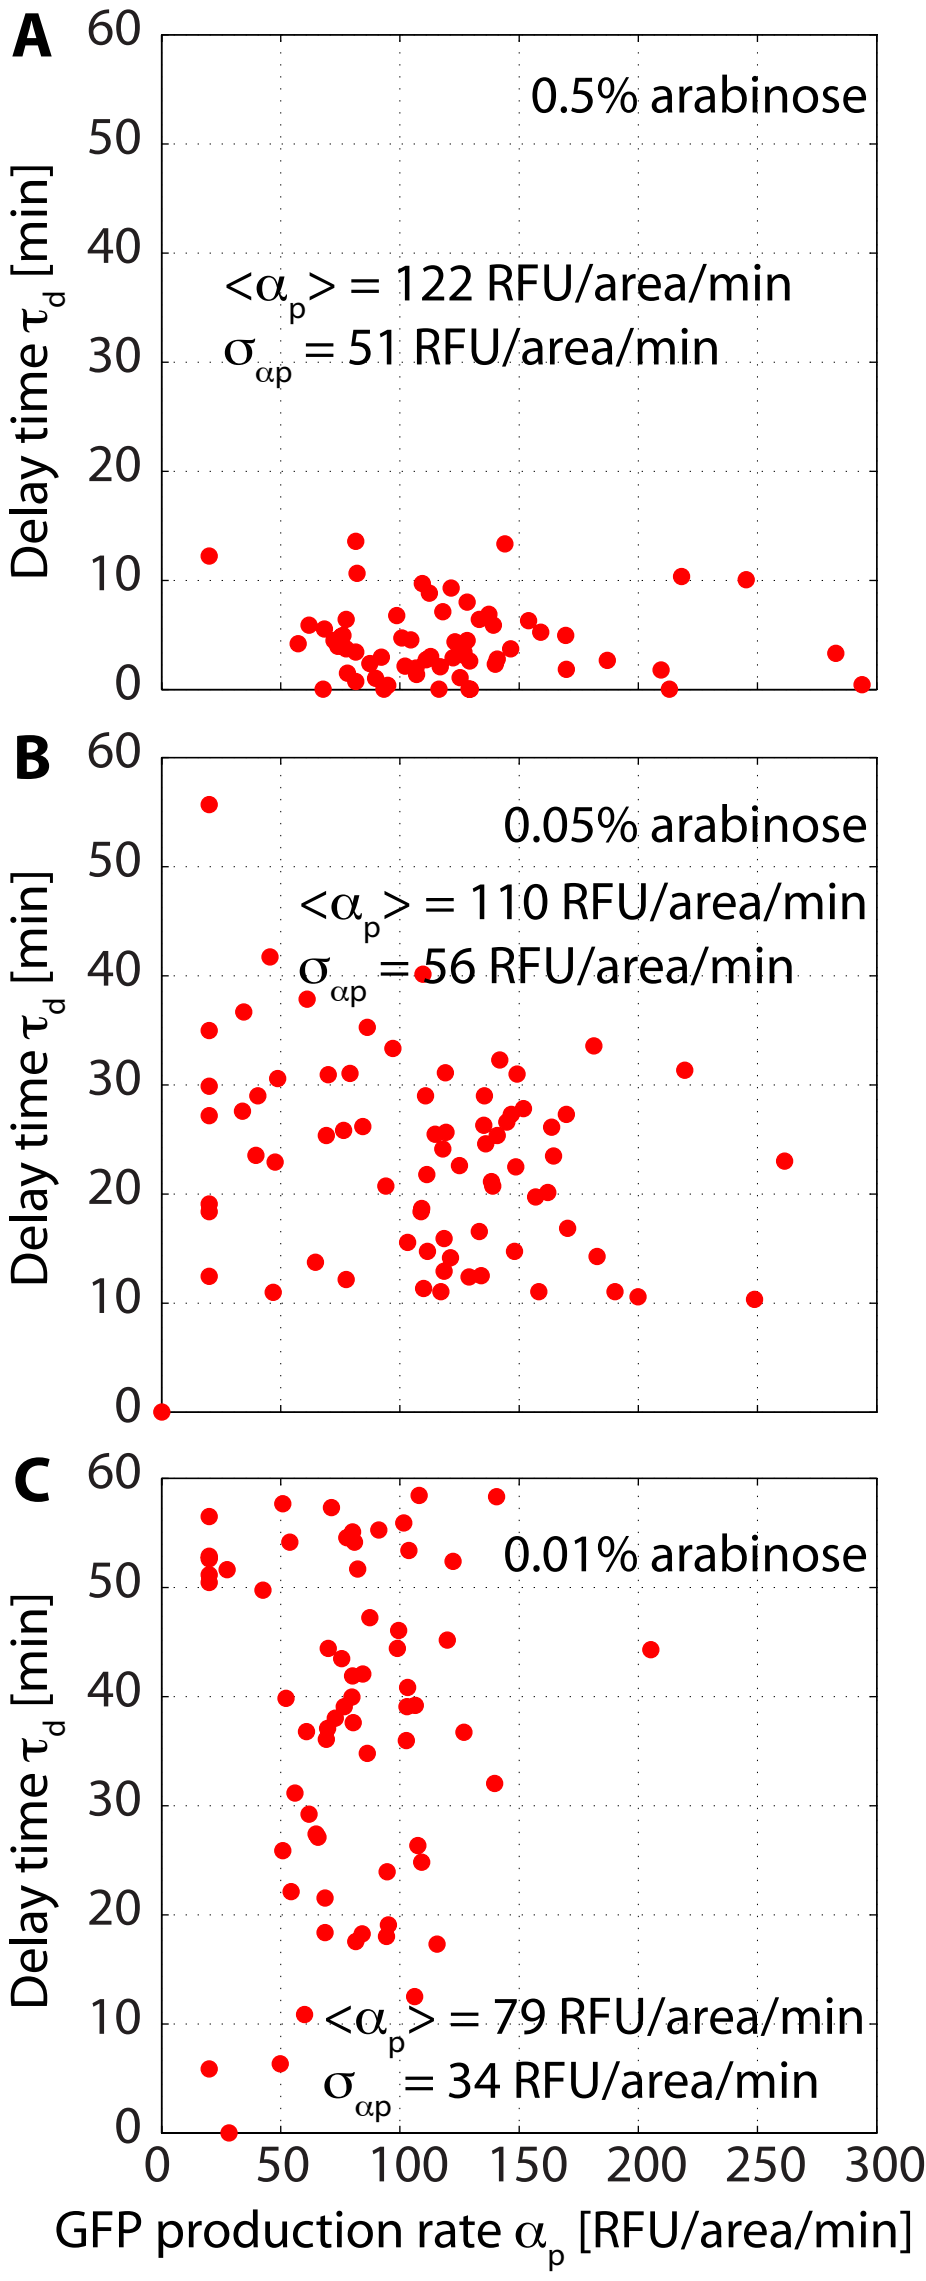 A
60
0.5% arabinose
50
40
<αp> = 122 RFU/area/min
σαp = 51 RFU/area/min
30
20
10
0
Delay time τd [min]
B
60
0.05% arabinose
50
<αp> = 110 RFU/area/min
σαp = 56 RFU/area/min
40
30
20
10
0
Delay time τd [min]
C
60
0.01% arabinose
50
40
30
20
10
<αp> = 79 RFU/area/min
σαp = 34 RFU/area/min
0
Delay time τd [min]
0 50 100 150 200 250 300
GFP production rate αp [RFU/area/min]